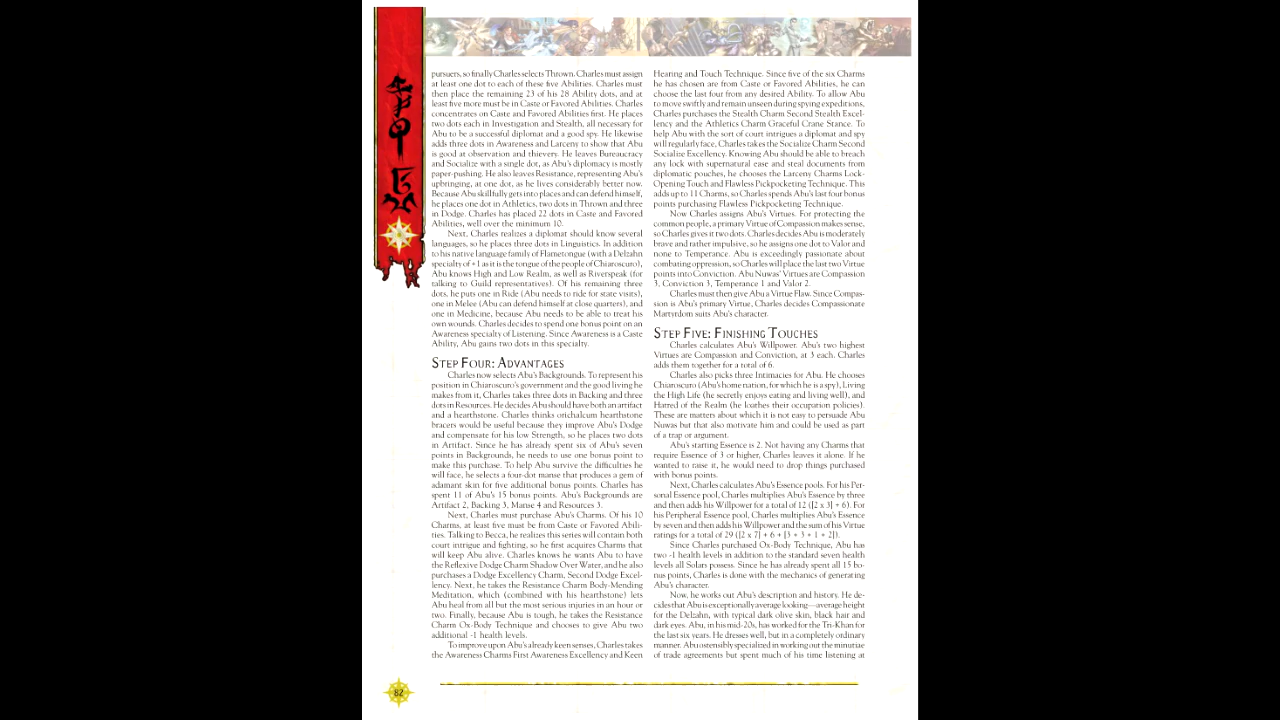 pursuers, so finally Charles selects Thrown. Charles must assign
at least one dot to each of these five Abilities. Charles must
then place the remaining 23 of his 28 Ability dots, and at
least five more must be in Caste or Favored Abilities. Charles
concentrates on Caste and Favored Abilities first. He places
two dots each in Investigation and Stealth, all necessary for
Abu to be a successful diplomat and a good spy. He likewise
adds three dots in Awareness and Larceny to show that Abu
is good at observation and thievery. He leaves Bureaucracy
and Socialize with a single dot, as Abu's diplomacy is mostly
paper-pushing. He also leaves Resistance, representing Abu's
upbringing, at one dot, as he lives considerably better now.
Because Abu skillfully gets into places and can defend himself,
he places one dot in Athletics, two dots in Thrown and three
in Dodge. Charles has placed 22 dots in Caste and Favored
Abilities, well over the minimum 10.
Next, Charles realizes a diplomat should know several
languages, so he places three dots in Linguistics. In addition
to his native language family of Flametongue (with a Delzahn
specialty of +1 as it is the tongue of the people of Chiaroscuro),
Abu knows High and Low Realm, as well as Riverspeak (for
talking to Guild representatives). Of his remaining three
dots, he puts one in Ride (Abu needs to ride for state visits),
one in Melee (Abu can defend himself at close quarters), and
one in Medicine, because Abu needs to be able to treat his
own wounds. Charles decides to spend one bonus point on an
Awareness specialty of Listening. Since Awareness is a Caste
Ability, Abu gains two dots in this specialty.
Step Four: Advantages
Charles now selects Abu's Backgrounds. To represent his
position in Chiaroscuro's government and the good living he
makes from it, Charles takes three dots in Backing and three
dots in Resources. He decides Abu should have both an artifact
and a hearthstone. Charles thinks orichalcum hearthstone
bracers would be useful because they improve Abu's Dodge
and compensate for his low Strength, so he places two dots
in Artifact. Since he has already spent six of Abu's seven
points in Backgrounds, he needs to use one bonus point to
make this purchase. To help Abu survive the difficulties he
will face, he selects a four-dot manse that produces a gem of
adamant skin for five additional bonus points. Charles has
spent 11 of Abu's 15 bonus points. Abu's Backgrounds are
Artifact 2, Backing 3, Manse 4 and Resources 3.
Next, Charles must purchase Abu's Charms. Of his 10
Charms, at least five must be from Caste or Favored Abili-
ties. Talking to Becca, he realizes this series will contain both
court intrigue and fighting, so he first acquires Charms that
will keep Abu alive. Charles knows he wants Abu to have
the Reflexive Dodge Charm Shadow Over Water, and he also
purchases a Dodge Excellency Charm, Second Dodge Excel-
lency. Next, he takes the Resistance Charm Body-Mending
Meditation, which (combined with his hearthstone) lets
Abu heal from all but the most serious injuries in an hour or
two. Finally, because Abu is tough, he takes the Resistance
Charm Ox-Body Technique and chooses to give Abu two
additional -1 health levels.
To improve upon Abu's already keen senses, Charles takes
the Awareness Charms First Awareness Excellency and Keen
Hearing and Touch Technique. Since five of the six Charms
he has chosen are from Caste or Favored Abilities, he can
choose the last four from any desired Ability. To allow Abu
to move swiftly and remain unseen during spying expeditions,
Charles purchases the Stealth Charm Second Stealth Excel-
lency and the Athletics Charm Graceful Crane Stance. To
help Abu with the sort of court intrigues a diplomat and spy
will regularly face, Charles takes the Socialize Charm Second
Socialize Excellency. Knowing Abu should be able to breach
any lock with supernatural ease and steal documents from
diplomatic pouches, he chooses the Larceny Charms Lock-
Opening Touch and Flawless Pickpocketing Technique. This
adds up to 11 Charms, so Charles spends Abu's last four bonus
points purchasing Flawless Pickpocketing Technique.
Now Charles assigns Abu's Virtues. For protecting the
common people, a primary Virtue of Compassion makes sense,
so Charles gives it two dots. Charles decides Abu is moderately
brave and rather impulsive, so he assigns one dot to Valor and
none to Temperance. Abu is exceedingly passionate about
combating oppression, so Charles will place the last two Virtue
points into Conviction. Abu Nuwas' Virtues are Compassion
3, Conviction 3, Temperance 1 and Valor 2.
Charles must then give Abu a Virtue Flaw. Since Compas-
sion is Abu's primary Virtue, Charles decides Compassionate
Martyrdom suits Abu's character.
Step Five: Finishing Touches
Charles calculates Abu's Willpower. Abu's two highest
Virtues are Compassion and Conviction, at 3 each. Charles
adds them together for a total of 6.
Charles also picks three Intimacies for Abu. He chooses
Chiaroscuro (Abu's home nation, for which he is a spy), Living
the High Life (he secretly enjoys eating and living well), and
Hatred of the Realm (he loathes their occupation policies).
These are matters about which it is not easy to persuade Abu
Nuwas but that also motivate him and could be used as part
of a trap or argument.
Abu's starting Essence is 2. Not having any Charms that
require Essence of 3 or higher, Charles leaves it alone. If he
wanted to raise it, he would need to drop things purchased
with bonus points.
Next, Charles calculates Abu's Essence pools. For his Per-
sonal Essence pool, Charles multiplies Abu's Essence by three
and then adds his Willpower for a total of 12 ([2 x 3] + 6). For
his Peripheral Essence pool, Charles multiplies Abu's Essence
by seven and then adds his Willpower and the sum of his Virtue
ratings for a total of 29 ([2 x 7] + 6 + [3 + 3 + 1 + 2]).
Since Charles purchased Ox-Body Technique, Abu has
two -1 health levels in addition to the standard seven health
levels all Solars possess. Since he has already spent all 15 bo-
nus points, Charles is done with the mechanics of generating
Abu's character.
Now, he works out Abu's description and history. He de-
cides that Abu is exceptionally average looking—average height
for the Delzahn, with typical dark olive skin, black hair and
dark eyes. Abu, in his mid-20s, has worked for the Tri-Khan for
the last six years. He dresses well, but in a completely ordinary
manner. Abu ostensibly specialized in working out the minutiae
of trade agreements but spent much of his time listening at
82